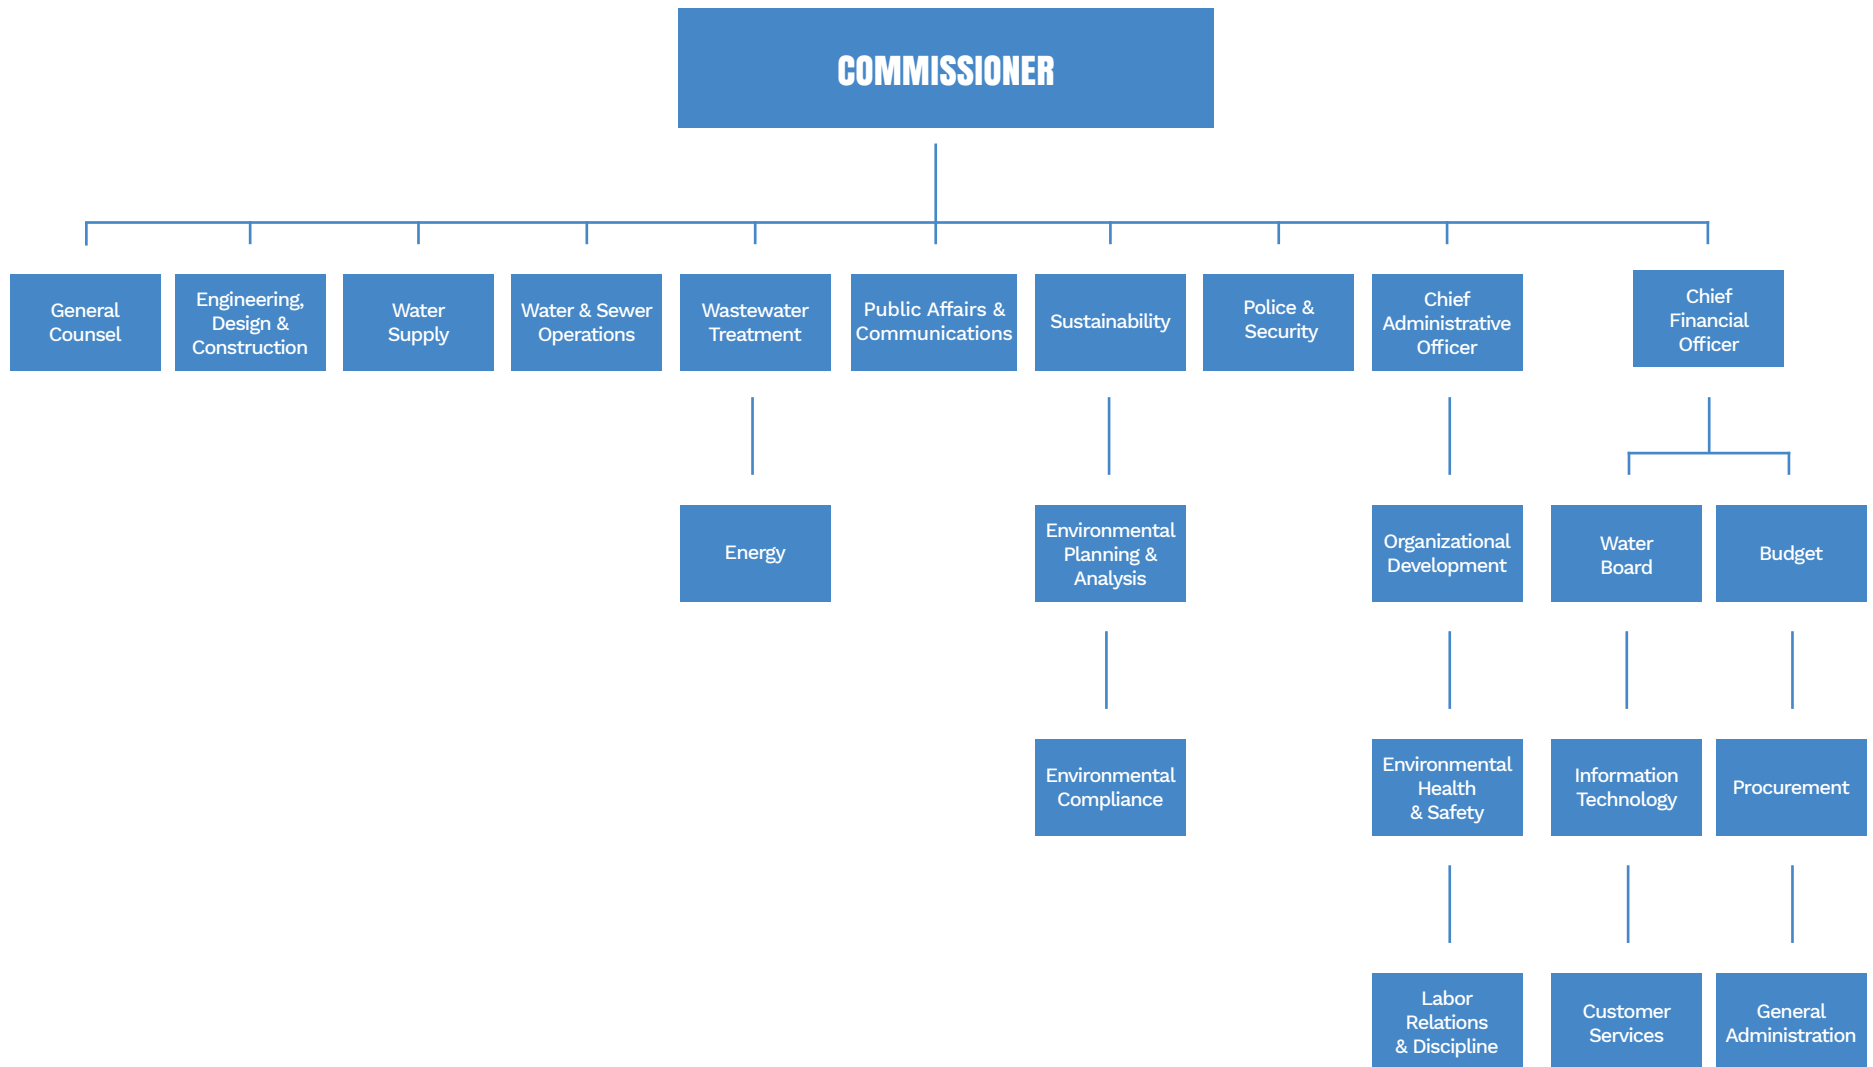 COMMISSIONER
General
Counsel
Engineering,
Design &
Construction
Water
Supply
Water & Sewer
Operations
Wastewater
Treatment
Public Affairs &
Communications
Sustainability
Police &
Security
Chief
Administrative
Officer
Chief
Financial
Officer
Energy
Environmental
Planning &
Analysis
Organizational
Development
Water
Board
Budget
Environmental
Compliance
Environmental
Health
& Safety
Information
Technology
Procurement
Labor
Relations
& Discipline
Customer
Services
General
Administration